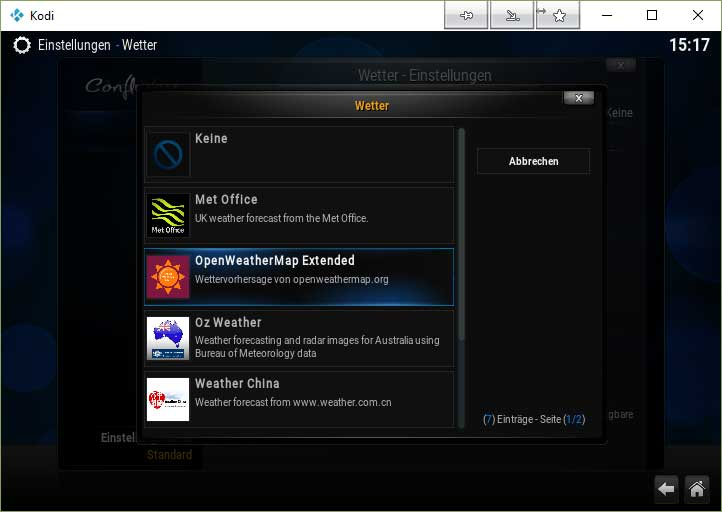 Kodi
Einstellungen - Wetter
15:17
Wetter - Einstellungen
Keine
Wetter
Keine
Abbrechen
Met Office
UK weather forecast from the Met Office.
Met Office
OpenWeatherMap Extended
Wettervorhersage von openweathermap.org
Oz Weather
Weather forecasting and radar images for Australia using
Bureau of Meteorology data
Weather China
Weather forecast from www.weather.com.cn
(7) Einträge - Seite (1/2)
gbare
Einstell
Standard